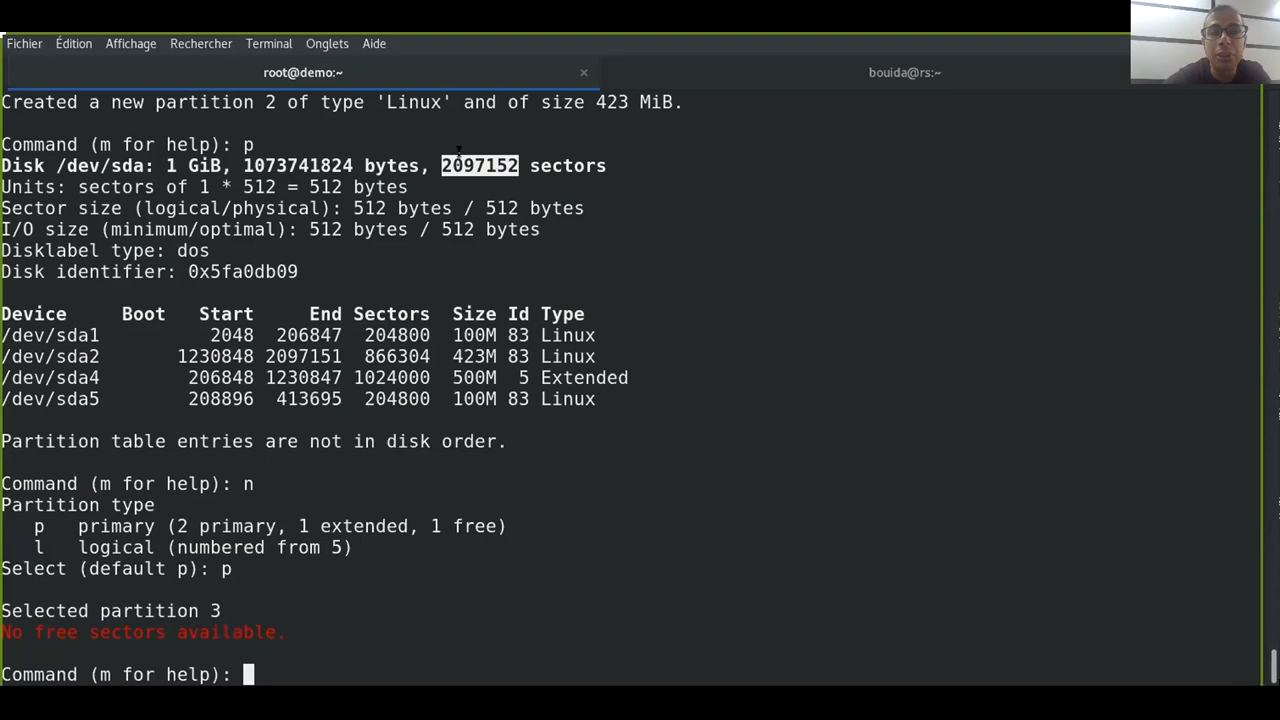 Fichier Édition Affichage Rechercher Terminal Onglets Aide
root@demo:~ × bouida@rs:~
Created a new partition 2 of type 'Linux' and of size 423 MiB.
Command (m for help): p
Disk /dev/sda: 1 GiB, 1073741824 bytes, 2097152 sectors
Units: sectors of 1 * 512 = 512 bytes
Sector size (logical/physical): 512 bytes / 512 bytes
I/O size (minimum/optimal): 512 bytes / 512 bytes
Disklabel type: dos
Disk identifier: 0x5fa0db09
Device Boot Start End Sectors Size Id Type
/dev/sda1 2048 206847 204800 100M 83 Linux
/dev/sda2 1230848 2097151 866304 423M 83 Linux
/dev/sda4 206848 1230847 1024000 500M 5 Extended
/dev/sda5 208896 413695 204800 100M 83 Linux
Partition table entries are not in disk order.
Command (m for help): n
Partition type
p primary (2 primary, 1 extended, 1 free)
l logical (numbered from 5)
Select (default p): p
Selected partition 3
No free sectors available.
Command (m for help):